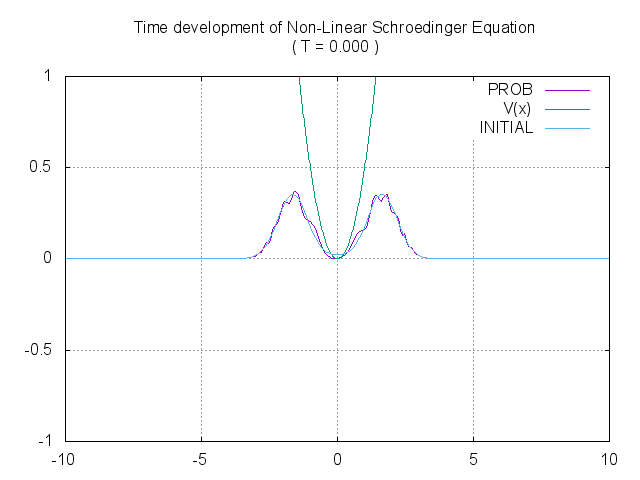 Time development of Non-Linear Schroedinger Equation
( T = 0.000 )
PROB
V(x)
INITIAL
1
0.5
0
-0.5
-1
-10
-5
0
5
10